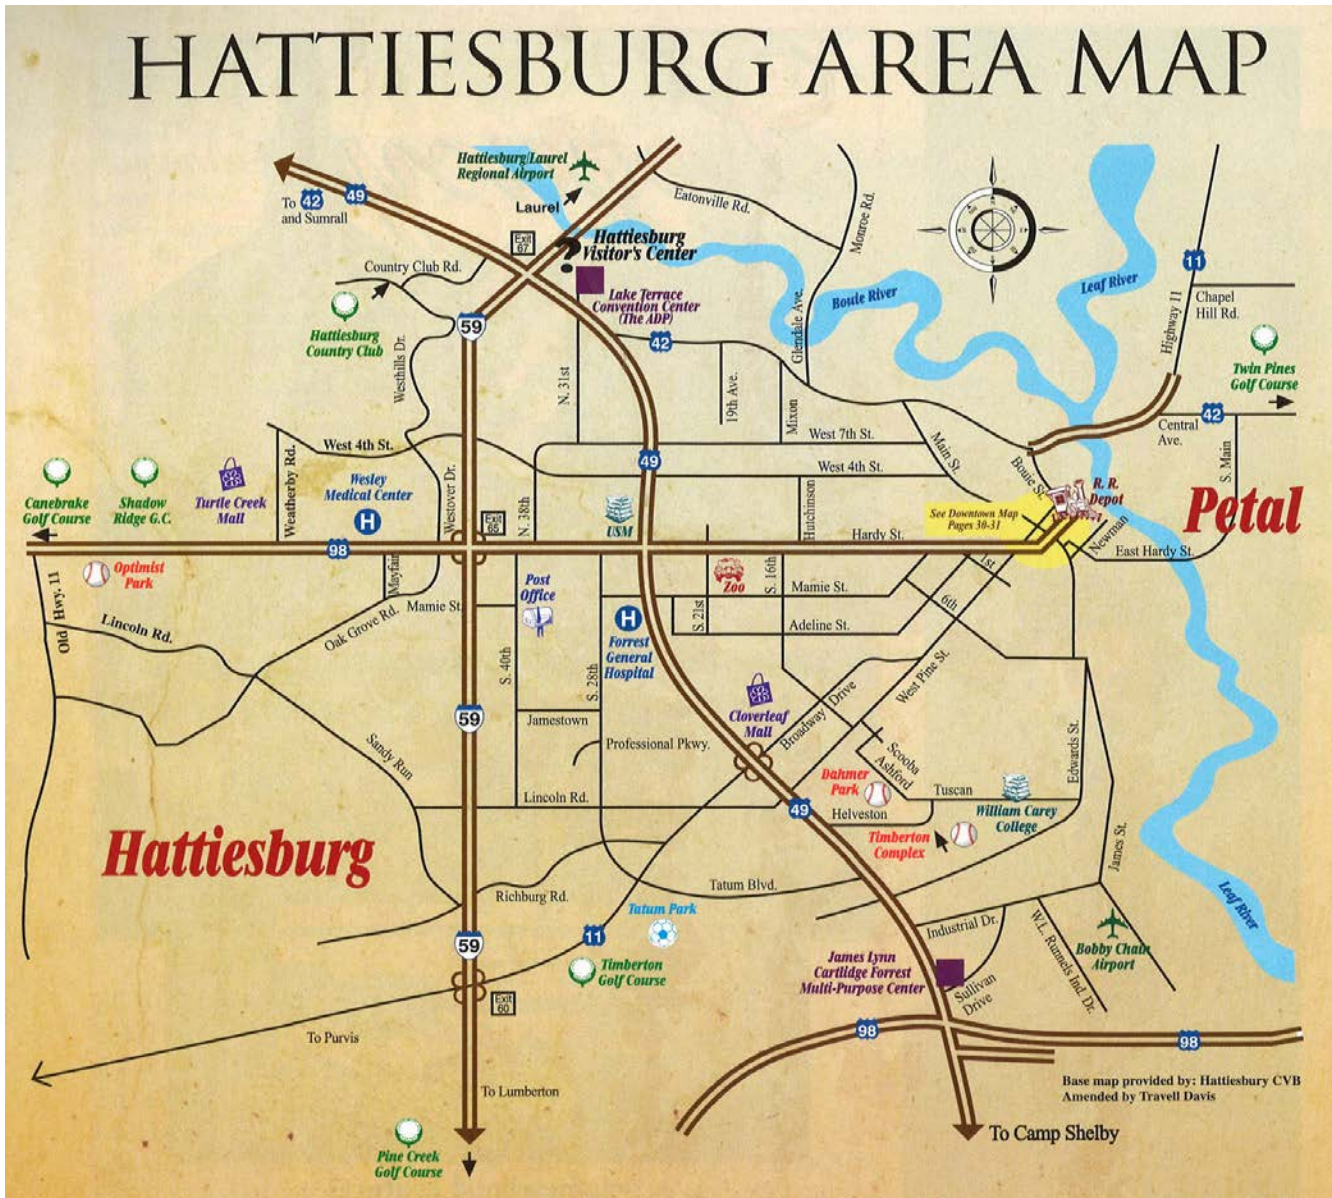 HATTIESBURG AREA MAP
Hattiesburg/Laurel
Regional Airport
Laurel
To 42
and Sumrall
49
Exit
67
Hattiesburg
Visitor's Center
Eatonville Rd.
Monroe Rd.
Country Club Rd.
Lake Terrace
Convention Center
(The ADP)
Bouie River
Leaf River
11
Chapel
Hill Rd.
Highway 11
Hattiesburg
Country Club
59
Westhills Dr.
N. 31st
42
Glendale Ave.
19th Ave.
Mixon
Twin Pines
Golf Course
42
Central
Ave.
West 7th St.
Main St.
West 4th St.
West 4th St.
49
Bouie St.
S. Main
Weatherby Rd.
Canebrake
Golf Course
Shadow
Ridge G.C.
Turtle Creek
Mall
Wesley
Medical Center
H
Westover Dr.
Exit
65
N. 38th
USM
Hutchinson
Hardy St.
See Downtown Map
Pages 30-31
R. R.
Depot
Petal
Newman
East Hardy St.
98
Optimist
Park
Old Hwy. 11
Lincoln Rd.
Mayfair
Oak Grove Rd.
Mamie St.
Post
Office
Zoo
S. 16th
Mamie St.
1st
6th
S. 21st
Adeline St.
H
Forrest
General
Hospital
S. 40th
S. 28th
59
Jamestown
Professional Pkwy.
Cloverleaf
Mall
Broadway Drive
West Pine St.
Sandy Run
Lincoln Rd.
Scooba
Ashford
Edwards St.
Dahmer
Park
Tuscan
49
Helveston
William Carey
College
Timberton
Complex
James St.
Hattiesburg
Richburg Rd.
Tatum Blvd.
Tatum Park
11
59
Timberton
Golf Course
Industrial Dr.
W.L. Runnels Ind. Dr.
Bobby Chain
Airport
Leaf River
James Lynn
Cartlidge Forrest
Multi-Purpose Center
Sullivan
Drive
Exit
60
98
98
To Purvis
To Lumberton
Base map provided by: Hattiesbury CVB
Amended by Travell Davis
To Camp Shelby
Pine Creek
Golf Course